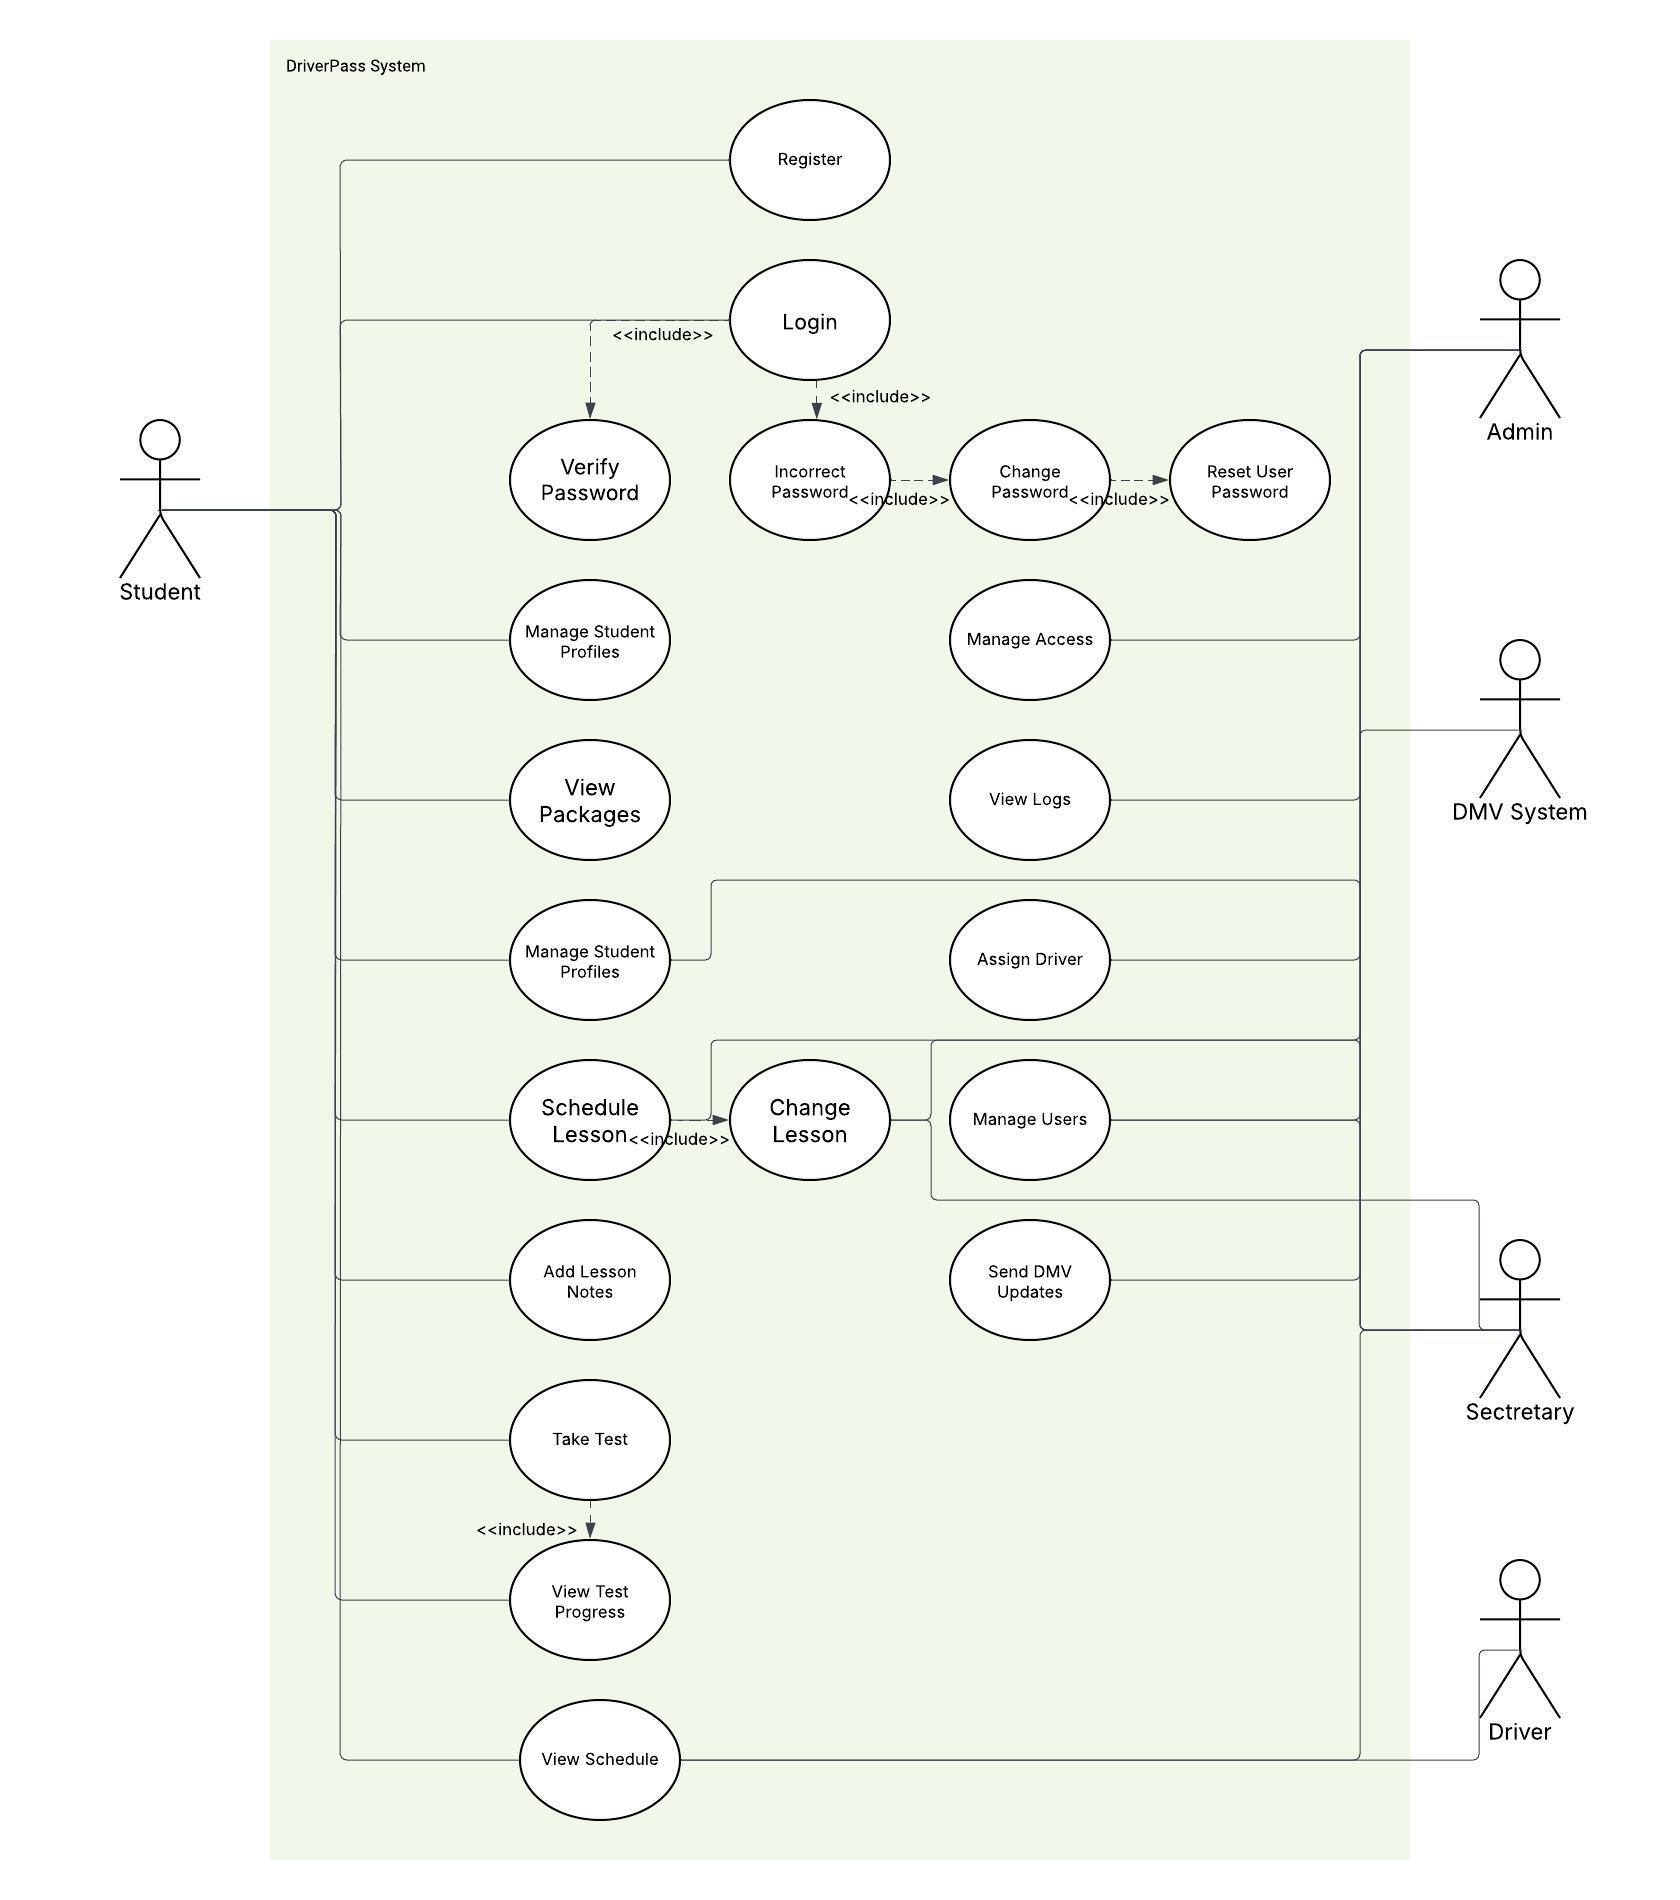 DriverPass System
Register
Login
<<include>>
<<include>>
Verify
Password
Incorrect
Password
<<include>>
Change
Password
<<include>>
Reset User
Password
Admin
Student
Manage Student
Profiles
Manage Access
View
Packages
View Logs
DMV System
Manage Student
Profiles
Assign Driver
Schedule
Lesson
<<include>>
Change
Lesson
Manage Users
Add Lesson
Notes
Send DMV
Updates
Sectretary
Take Test
<<include>>
View Test
Progress
Driver
View Schedule